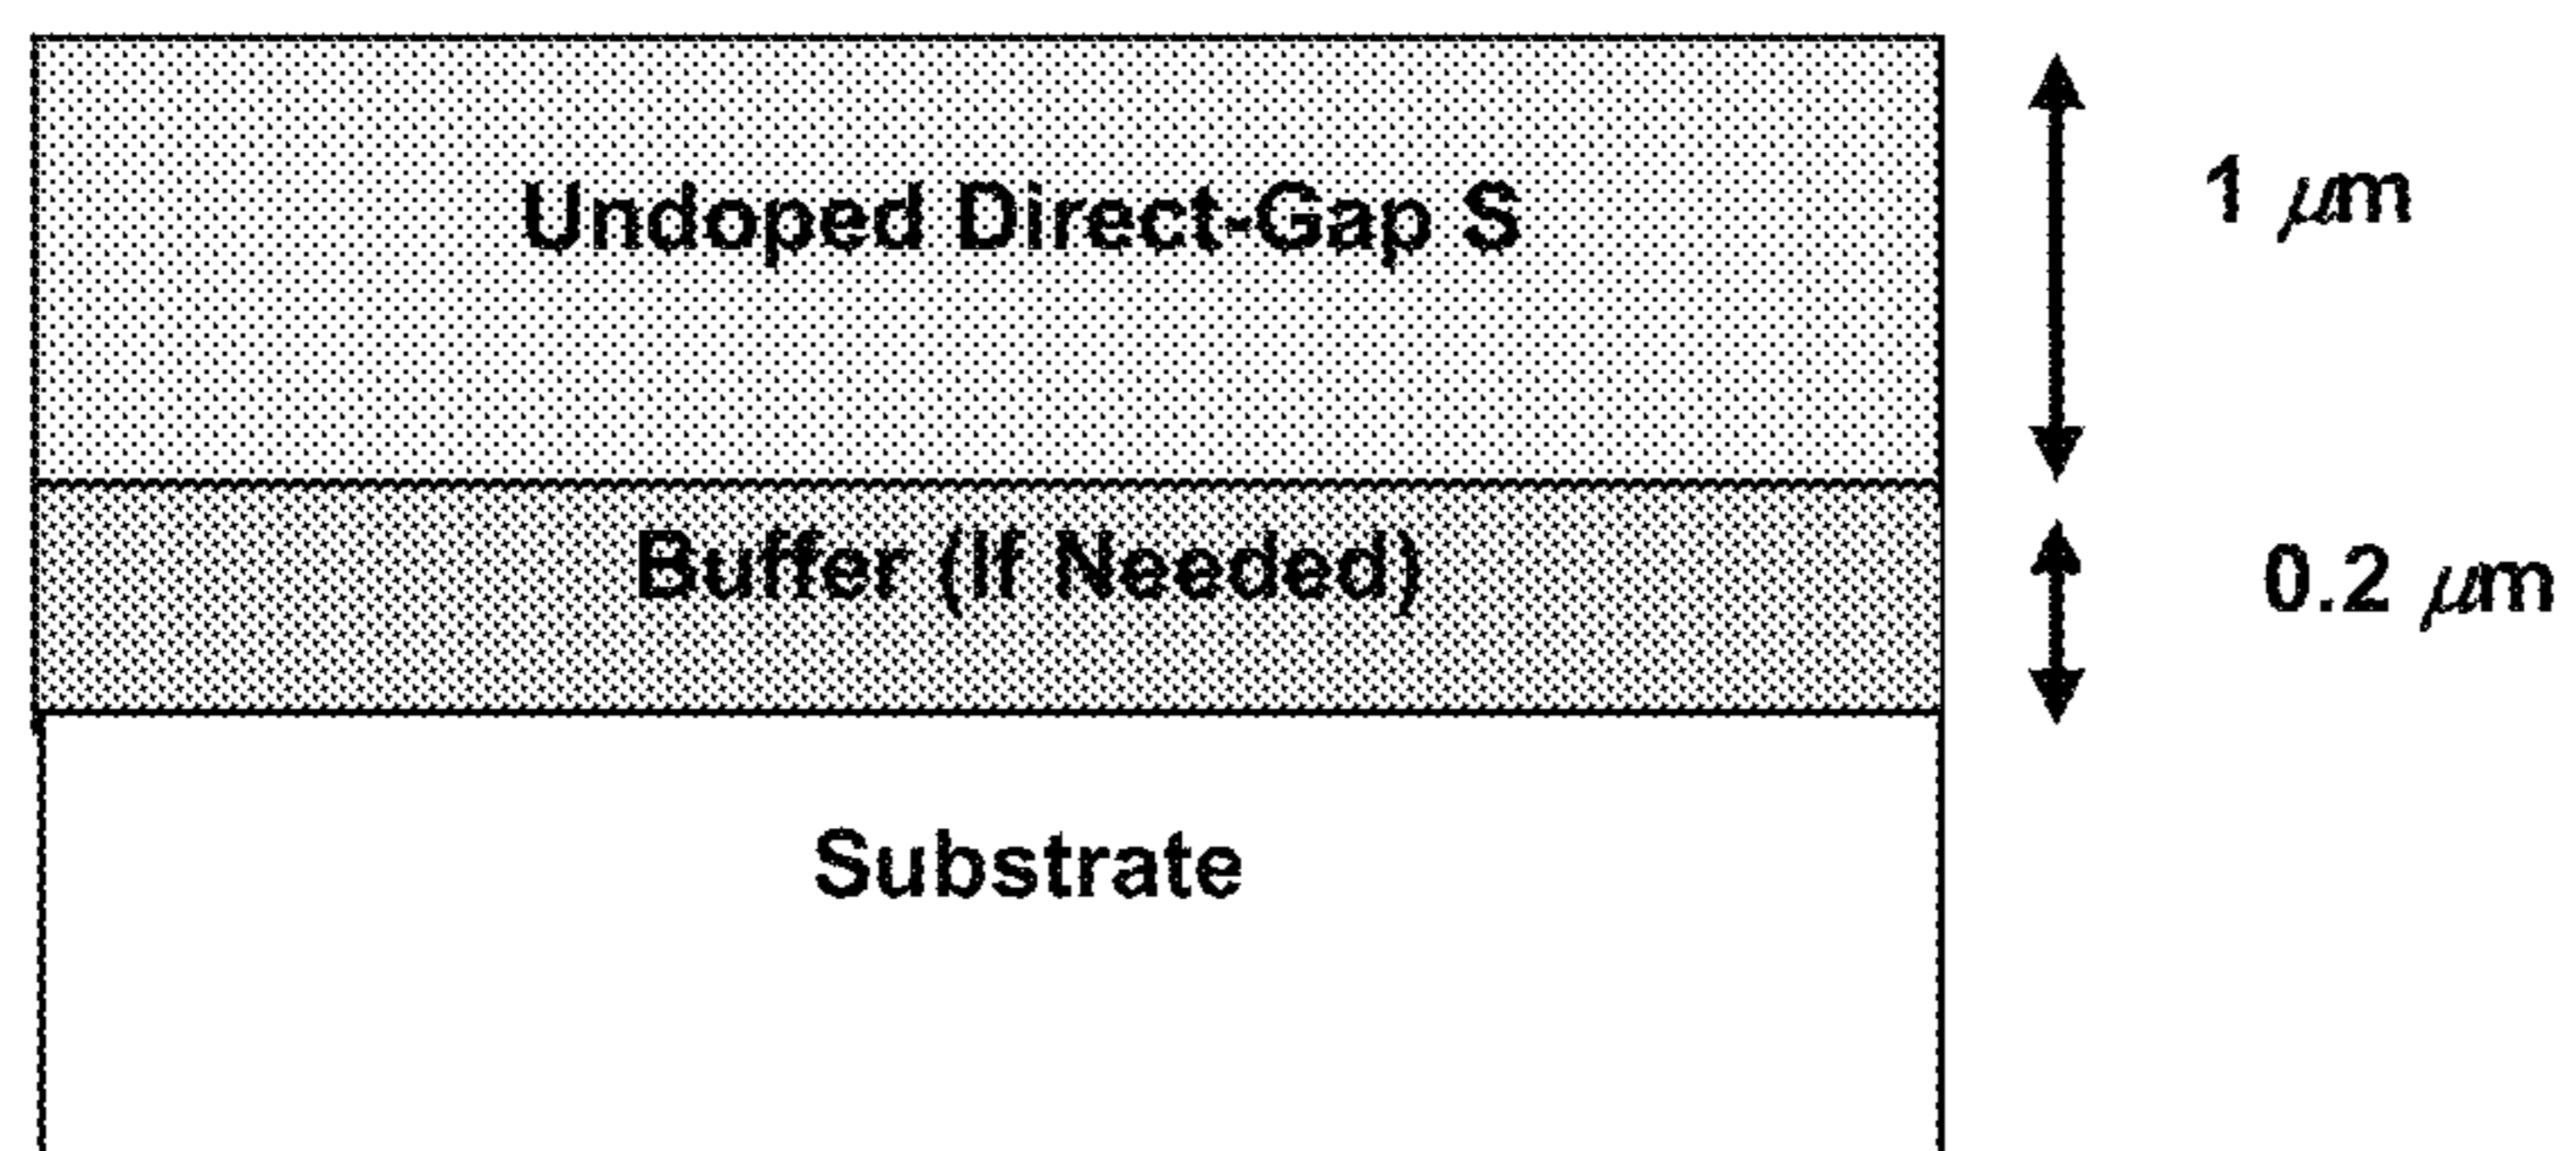 Undoped Direct-Gap S
1 μm
Buffer (If Needed)
0.2 μm
Substrate